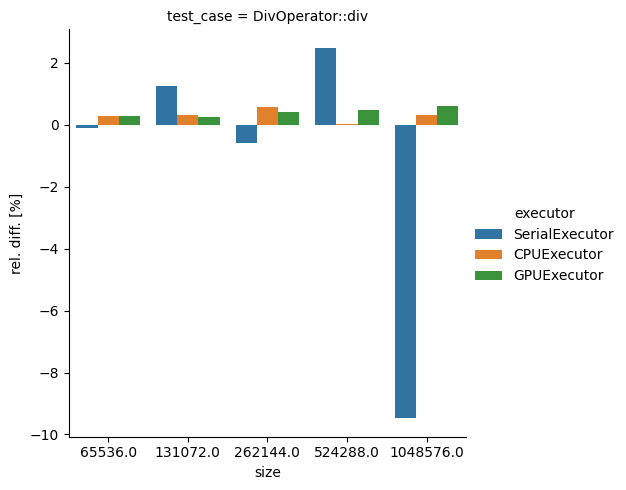 test_case = DivOperator::div
rel. diff. [%]
2
0
−2
−4
−6
−8
−10
65536.0 131072.0 262144.0 524288.0 1048576.0
size
executor
SerialExecutor
CPUExecutor
GPUExecutor